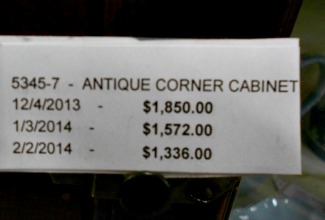 5345-7 - ANTIQUE CORNER CABINET
12/4/2013 - $1,850.00
1/3/2014 - $1,572.00
2/2/2014 - $1,336.00